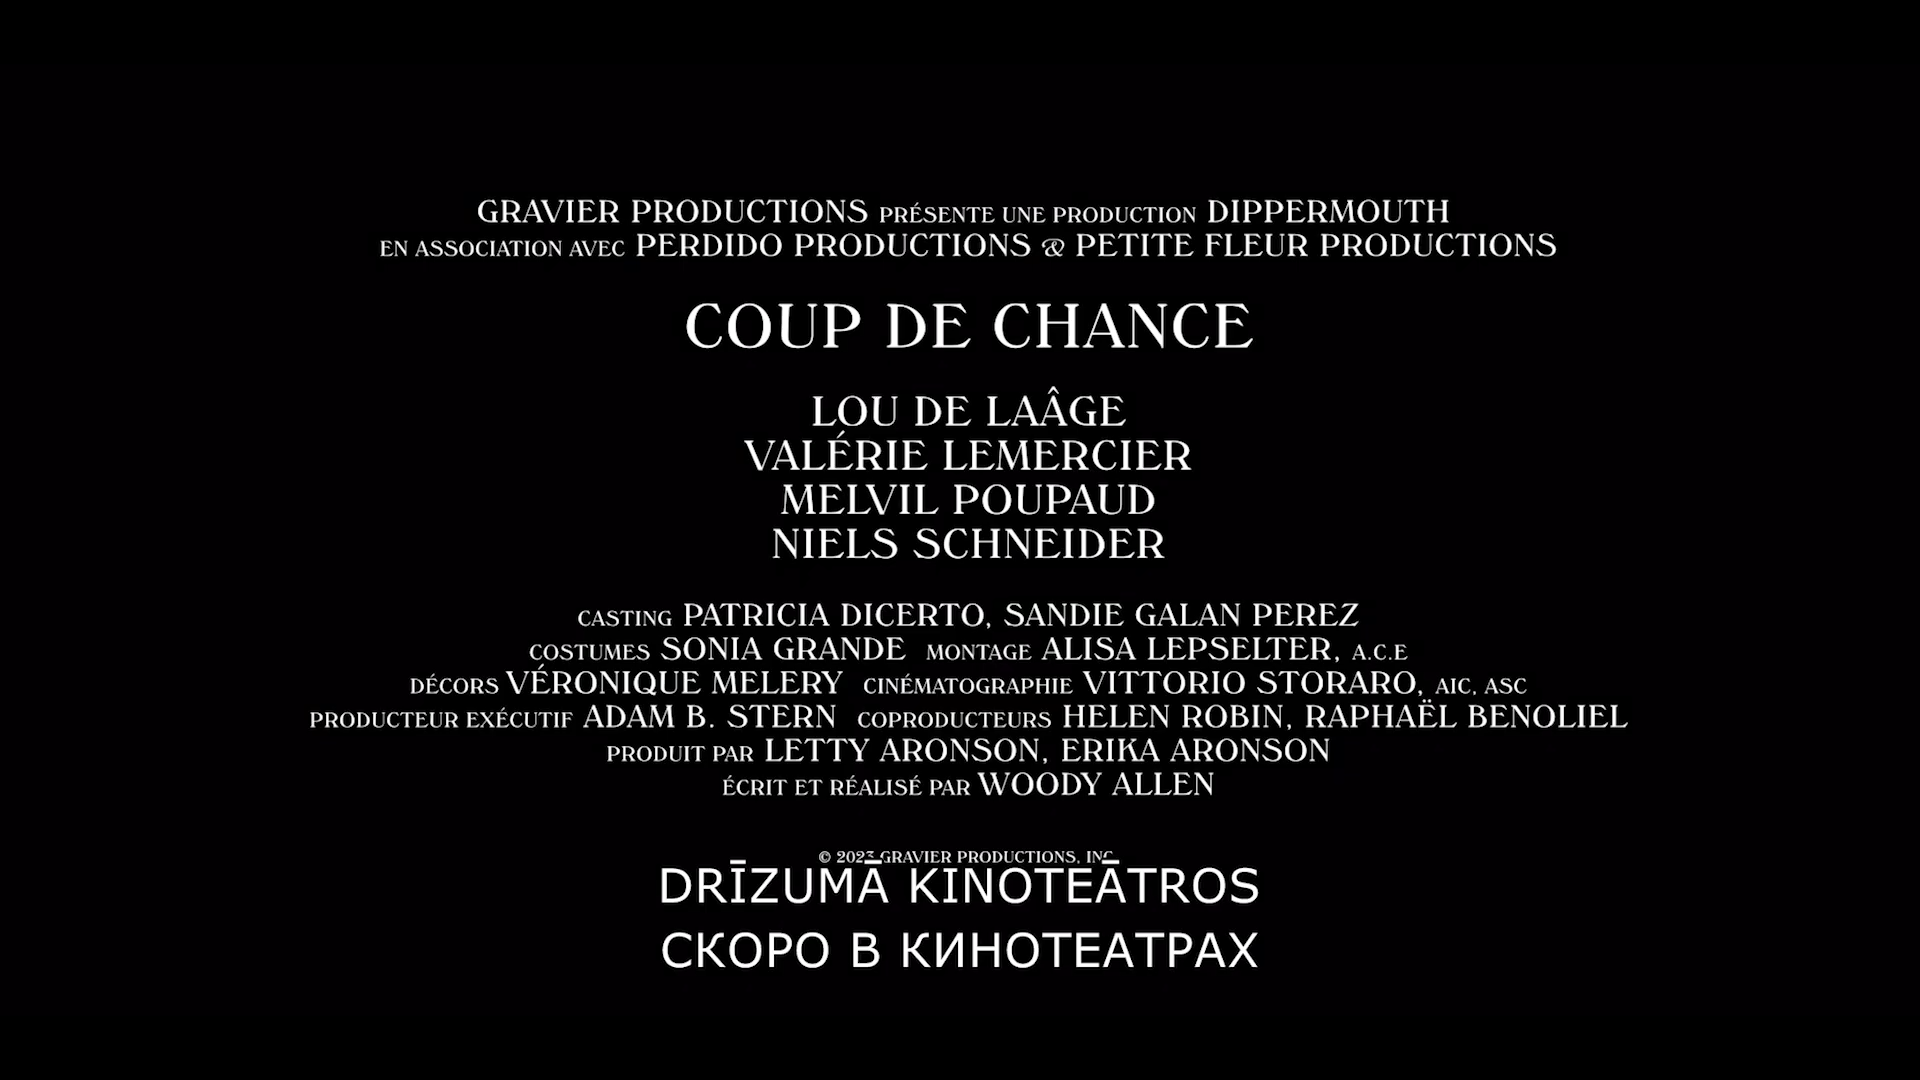 GRAVIER PRODUCTIONS PRÉSENTE UNE PRODUCTION DIPPERMOUTH
EN ASSOCIATION AVEC PERDIDO PRODUCTIONS & PETITE FLEUR PRODUCTIONS
COUP DE CHANCE
LOU DE LAÂGE
VALÉRIE LEMERCIER
MELVIL POUPAUD
NIELS SCHNEIDER
CASTING PATRICIA DICERTO, SANDIE GALAN PEREZ
COSTUMES SONIA GRANDE MONTAGE ALISA LEPSELTER, A.C.E
DÉCORS VÉRONIQUE MELERY CINÉMATOGRAPHIE VITTORIO STORARO, AIC, ASC
PRODUCTEUR EXÉCUTIF ADAM B. STERN COPRODUCTEURS HELEN ROBIN, RAPHAËL BENOLIEL
PRODUIT PAR LETTY ARONSON, ERIKA ARONSON
ÉCRIT ET RÉALISÉ PAR WOODY ALLEN
© 2023 GRAVIER PRODUCTIONS, INC.
DRĪZUMĀ KINOTEĀTROS
СКОРО В КИНОТЕАТРАХ